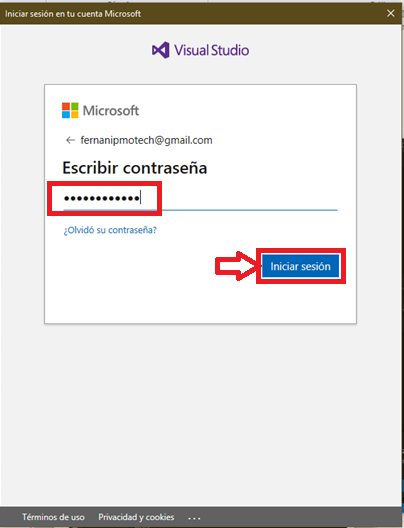 Iniciar sesión en tu cuenta Microsoft
Visual Studio
Microsoft
fernanipmotech@gmail.com
Escribir contraseña
¿Olvidó su contraseña?
Iniciar sesión
Términos de uso Privacidad y cookies ...